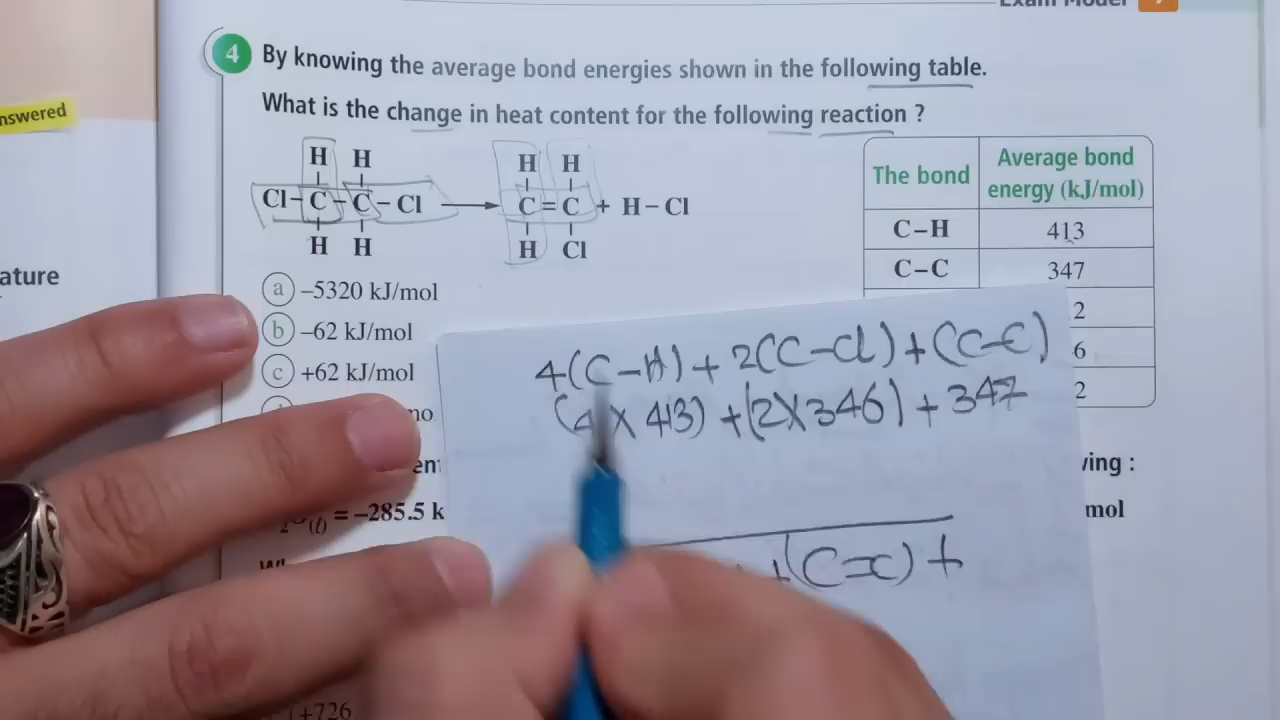 Exam Model
nswered
4 By knowing the average bond energies shown in the following table.
What is the change in heat content for the following reaction ?
H H H H
Cl–C–C–Cl ⟶ C=C + H–Cl
H H H Cl
The bond Average bond energy (kJ/mol)
C–H 413
C–C 347
2
6
2
ature
a –5320 kJ/mol
b –62 kJ/mol
c +62 kJ/mol
4(C-H) + 2(C-Cl) + (C-C)
(4 X 413) + (2X346) + 347
ving :
= –285.5 k
mol
+ (C=C) +
+726